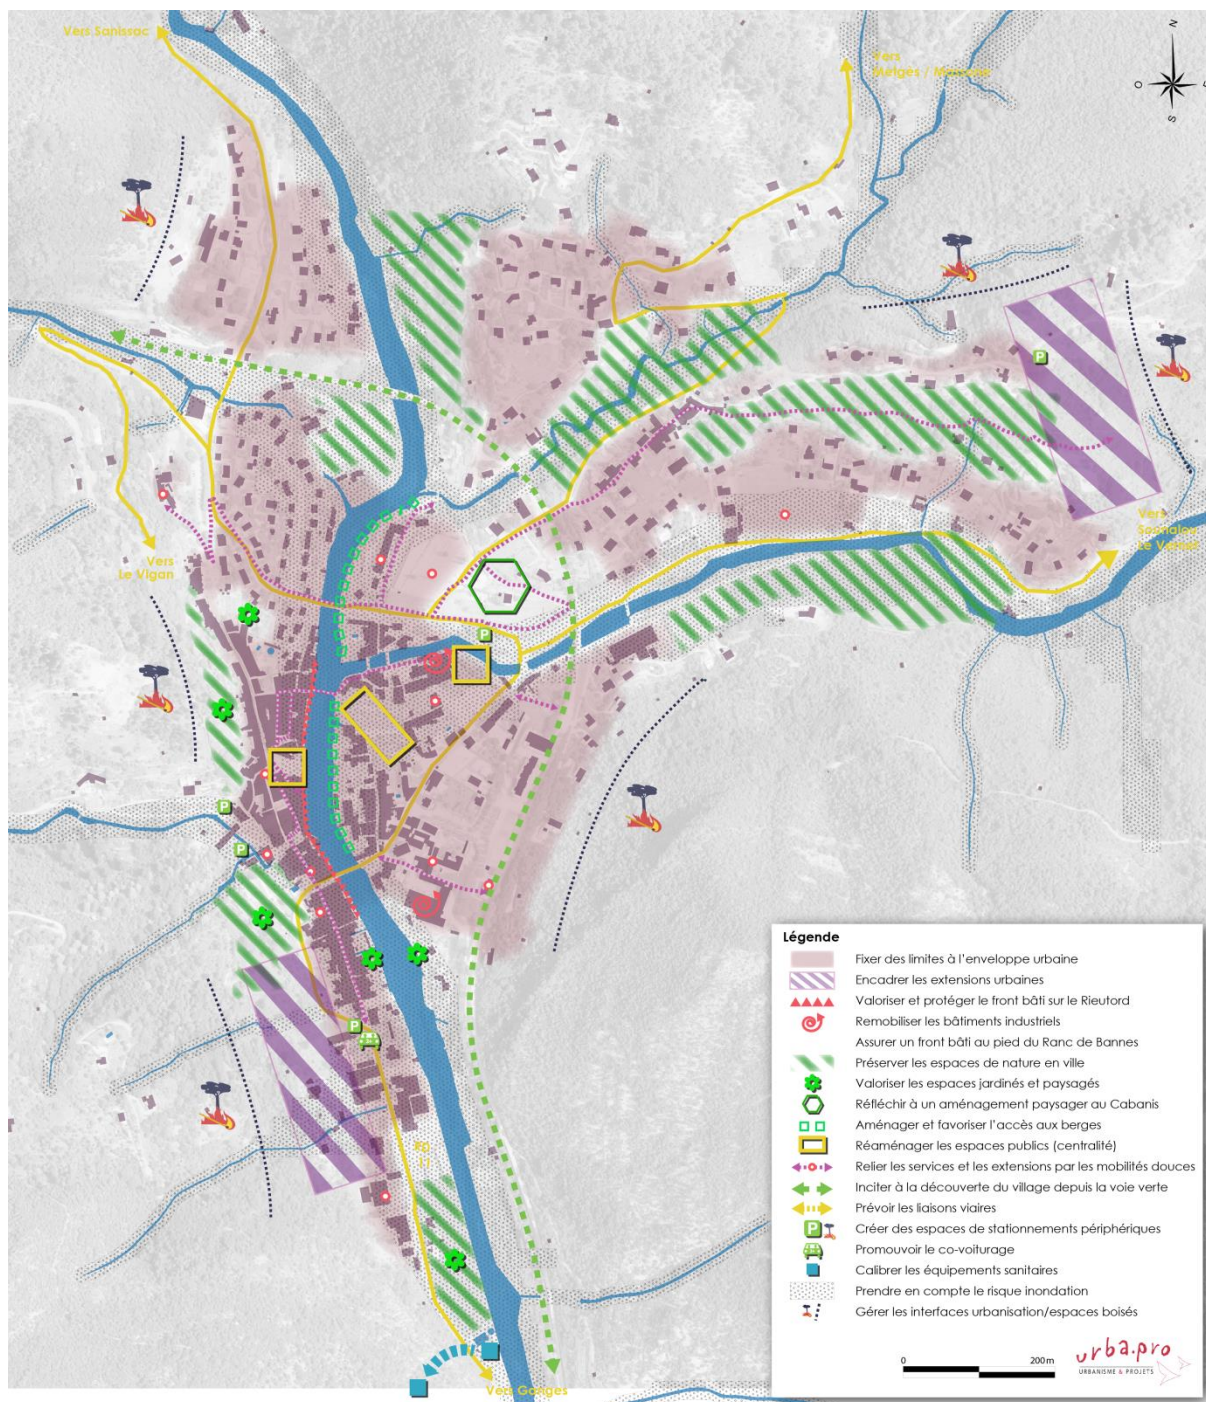 Vers Sanissac
Vers
N
O
E
S
P
Vers
Vers
Le Vigan
P
P
P
P
RD
11
Vers Ganges
Légende
Fixer des limites à l'enveloppe urbaine
Encadrer les extensions urbaines
Valoriser et protéger le front bâti sur le Rieutord
Remobiliser les bâtiments industriels
Assurer un front bâti au pied du Ranc de Bannes
Préserver les espaces de nature en ville
Valoriser les espaces jardinés et paysagés
Réfléchir à un aménagement paysager au Cabanis
Aménager et favoriser l'accès aux berges
Réaménager les espaces publics (centralité)
Relier les services et les extensions par les mobilités douces
Inciter à la découverte du village depuis la voie verte
Prévoir les liaisons viaires
P
Créer des espaces de stationnements périphériques
Promouvoir le co-voiturage
Calibrer les équipements sanitaires
Prendre en compte le risque inondation
Gérer les interfaces urbanisation/espaces boisés
0
200 m
urba.pro
URBANISME & PROJETS